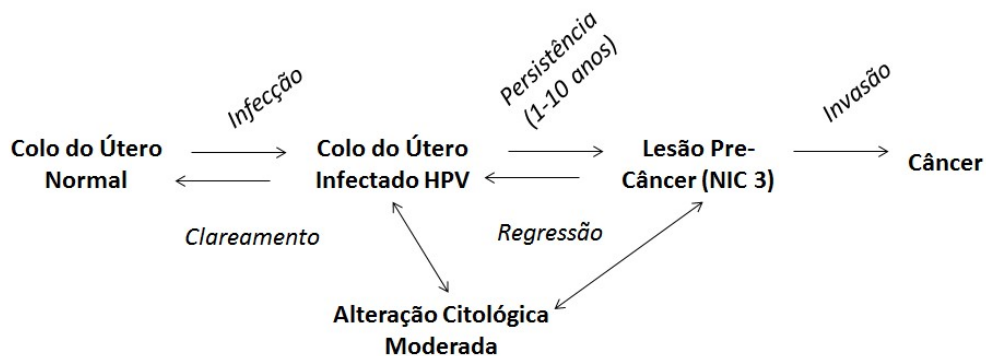 Infecção
Persistência
(1-10 anos)
Invasão
Colo do Útero
Normal
Colo do Útero
Infectado HPV
Lesão Pre-
Câncer (NIC 3)
Câncer
Clareamento
Regressão
Alteração Citológica
Moderada